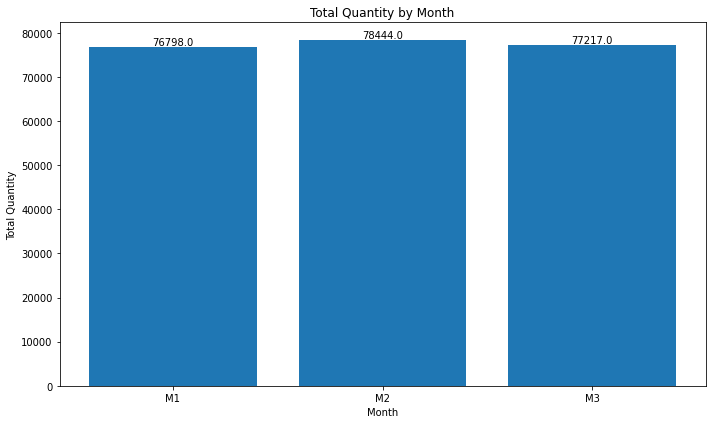 Total Quantity by Month
76798.0
78444.0
77217.0
80000
70000
60000
50000
40000
30000
20000
10000
0
Total Quantity
M1
M2
M3
Month